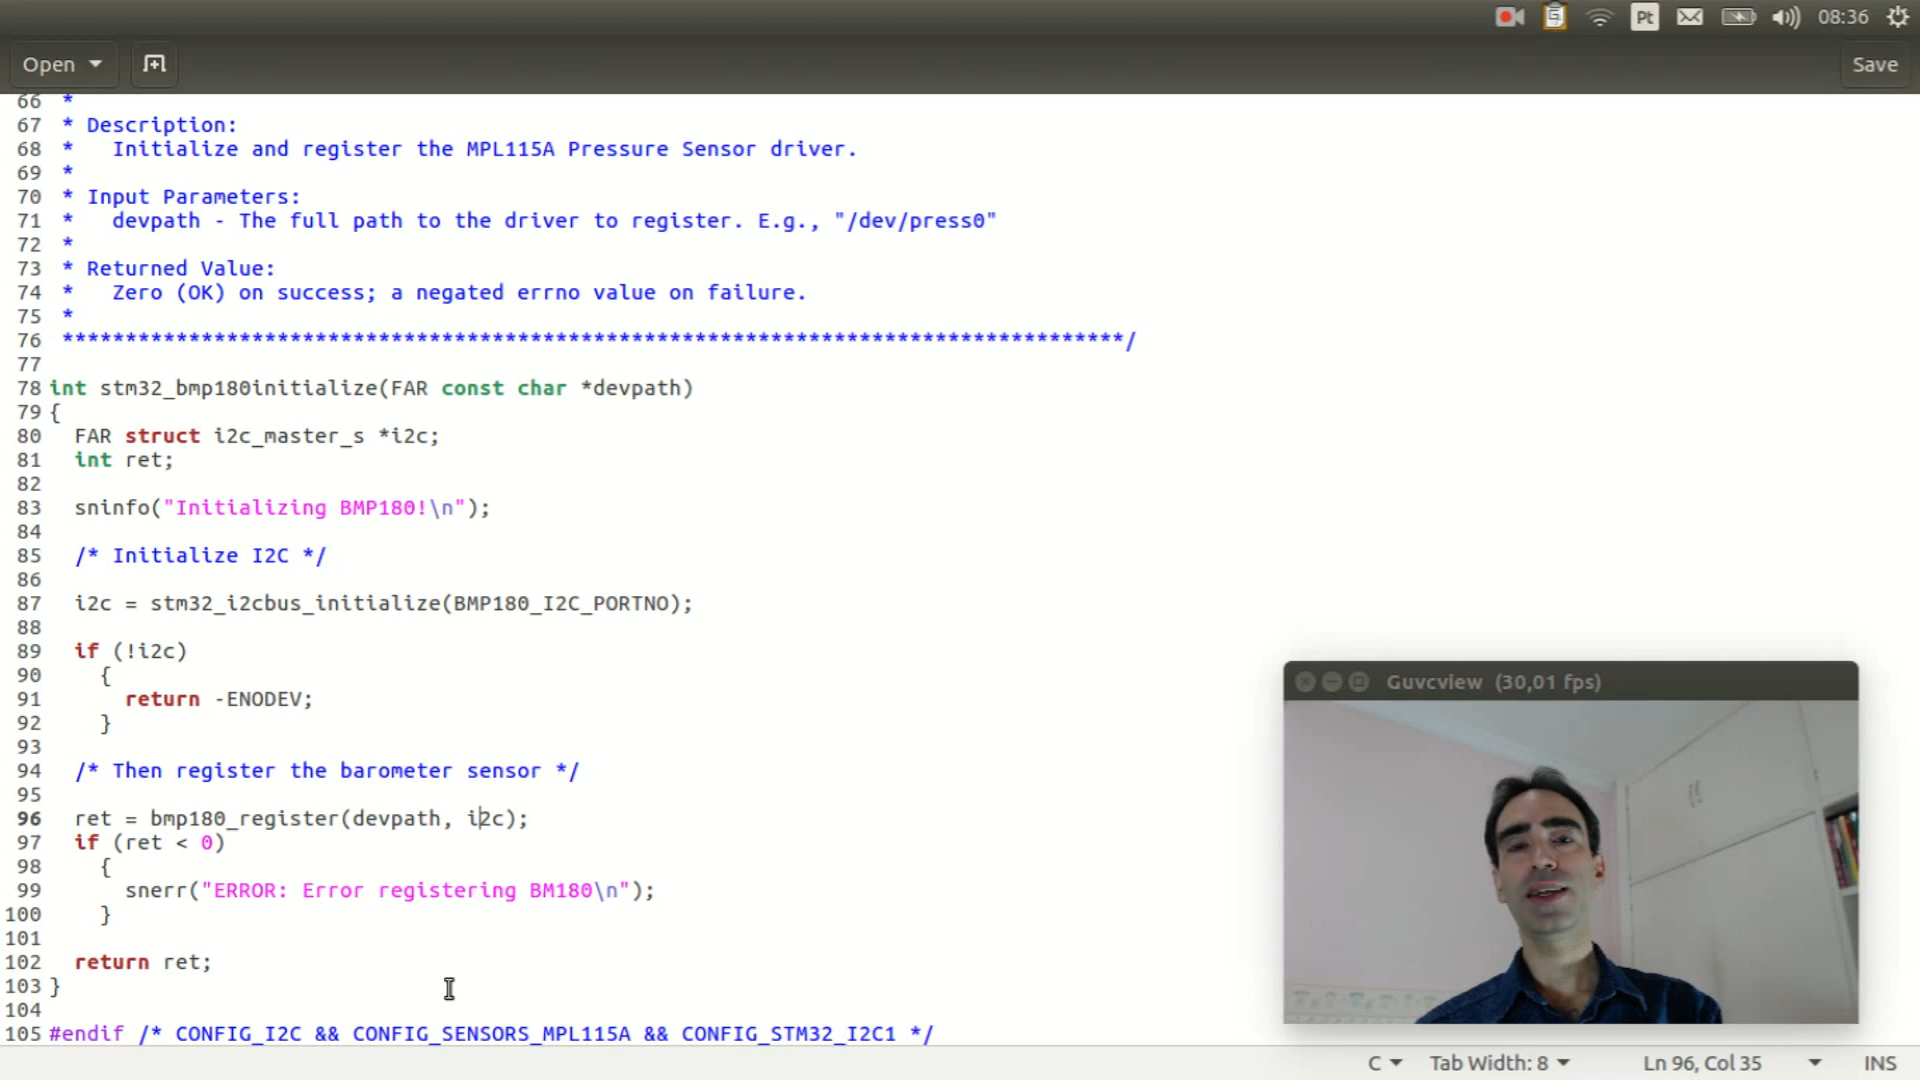 Pt 08:36
Open Save
66 *
67 * Description:
68 *   Initialize and register the MPL115A Pressure Sensor driver.
69 *
70 * Input Parameters:
71 *   devpath - The full path to the driver to register. E.g., "/dev/press0"
72 *
73 * Returned Value:
74 *   Zero (OK) on success; a negated errno value on failure.
75 *
76 ************************************************************************************/
77
78 int stm32_bmp180initialize(FAR const char *devpath)
79 {
80   FAR struct i2c_master_s *i2c;
81   int ret;
82
83   sninfo("Initializing BMP180!\n");
84
85   /* Initialize I2C */
86
87   i2c = stm32_i2cbus_initialize(BMP180_I2C_PORTNO);
88
89   if (!i2c)
90     {
91       return -ENODEV;
92     }
93
94   /* Then register the barometer sensor */
95
96   ret = bmp180_register(devpath, i2c);
97   if (ret < 0)
98     {
99       snerr("ERROR: Error registering BM180\n");
100     }
101
102   return ret;
103 }
104
105 #endif /* CONFIG_I2C && CONFIG_SENSORS_MPL115A && CONFIG_STM32_I2C1 */
Guvcview (30,01 fps)
C Tab Width: 8 Ln 96, Col 35 INS